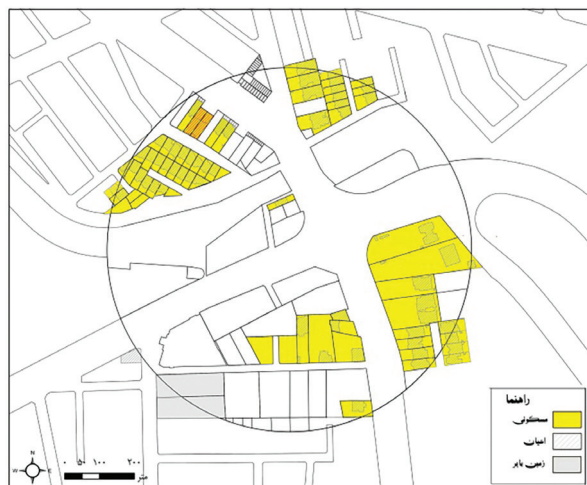 راهنما
مسکونی
اعیان
زمین بایر
N
W E
S
۰ ۵۰ ۱۰۰ ۲۰۰
متر